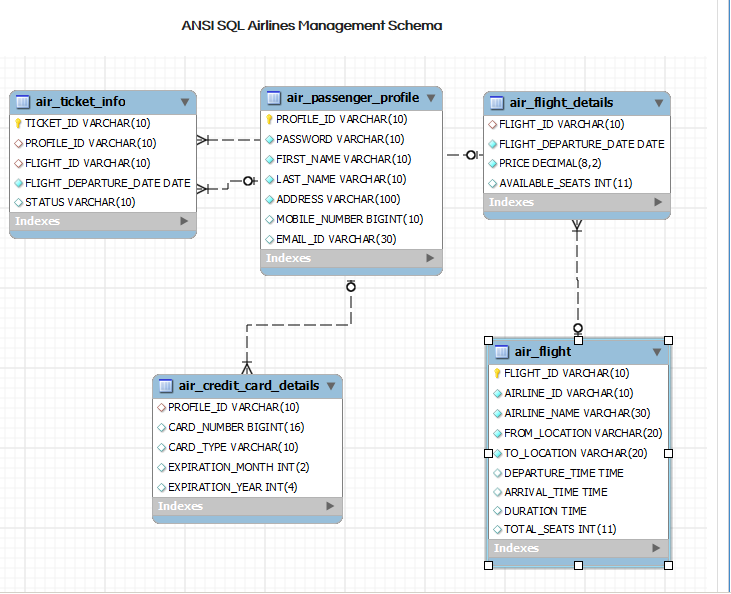 ANSI SQL Airlines Management Schema
air_ticket_info
TICKET_ID VARCHAR(10)
PROFILE_ID VARCHAR(10)
FLIGHT_ID VARCHAR(10)
FLIGHT_DEPARTURE_DATE DATE
STATUS VARCHAR(10)
Indexes
air_passenger_profile
PROFILE_ID VARCHAR(10)
PASSWORD VARCHAR(10)
FIRST_NAME VARCHAR(10)
LAST_NAME VARCHAR(10)
ADDRESS VARCHAR(100)
MOBILE_NUMBER BIGINT(10)
EMAIL_ID VARCHAR(30)
Indexes
air_flight_details
FLIGHT_ID VARCHAR(10)
FLIGHT_DEPARTURE_DATE DATE
PRICE DECIMAL(8,2)
AVAILABLE_SEATS INT(11)
Indexes
air_credit_card_details
PROFILE_ID VARCHAR(10)
CARD_NUMBER BIGINT(16)
CARD_TYPE VARCHAR(10)
EXPIRATION_MONTH INT(2)
EXPIRATION_YEAR INT(4)
Indexes
air_flight
FLIGHT_ID VARCHAR(10)
AIRLINE_ID VARCHAR(10)
AIRLINE_NAME VARCHAR(30)
FROM_LOCATION VARCHAR(20)
TO_LOCATION VARCHAR(20)
DEPARTURE_TIME TIME
ARRIVAL_TIME TIME
DURATION TIME
TOTAL_SEATS INT(11)
Indexes